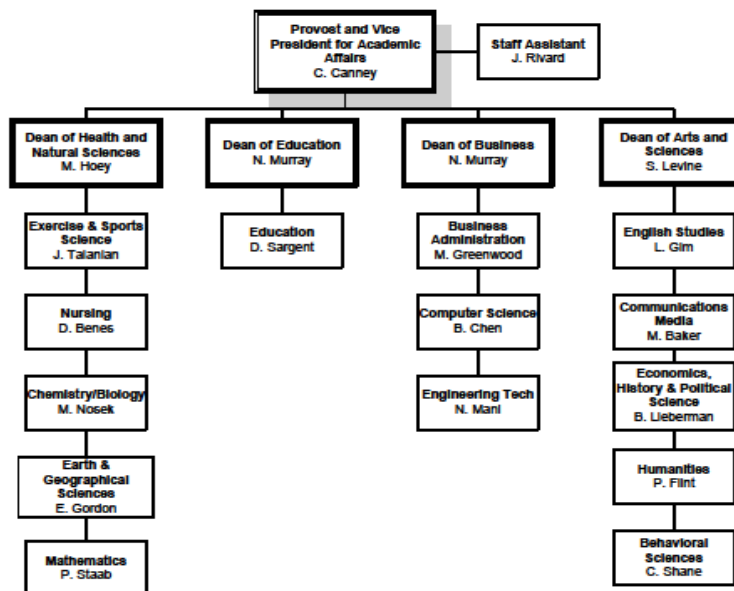 Provost and Vice
President for Academic
Affairs
C. Canney
Staff Assistant
J. Rivard
Dean of Health and
Natural Sciences
M. Hoey
Dean of Education
N. Murray
Dean of Business
N. Murray
Dean of Arts and
Sciences
S. Levine
Exercise & Sports
Science
J. Talanian
Education
D. Sargent
Business
Administration
M. Greenwood
English Studies
L. Gim
Nursing
D. Benes
Computer Science
B. Chen
Communications
Media
M. Baker
Chemistry/Biology
M. Nosek
Engineering Tech
N. Mani
Economics,
History & Political
Science
B. Lieberman
Earth &
Geographical
Sciences
E. Gordon
Humanities
P. Flint
Mathematics
P. Staab
Behavioral
Sciences
C. Shane